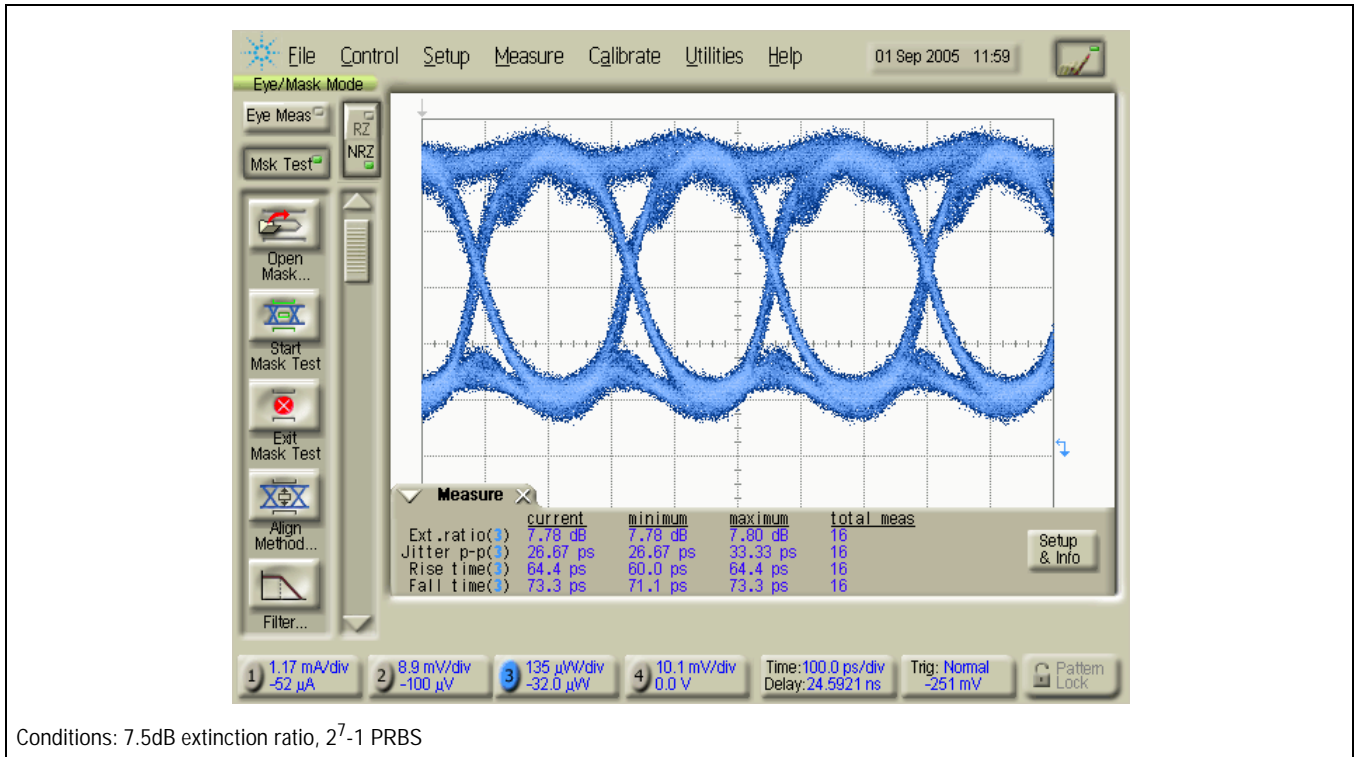 File Control Setup Measure Calibrate Utilities Help 01 Sep 2005 11:59
Eye/Mask Mode
Eye Meas
RZ
NRZ
Msk Test
Open
Mask...
Start
Mask Test
Exit
Mask Test
Align
Method...
Filter...
Measure
current minimum maximum total meas
Ext.ratio(3) 7.78 dB 7.78 dB 7.80 dB 16
Jitter p-p(3) 26.67 ps 26.67 ps 33.33 ps 16
Rise time(3) 64.4 ps 60.0 ps 64.4 ps 16
Fall time(3) 73.3 ps 71.1 ps 73.3 ps 16
Setup
& Info
1 1.17 mA/div
-52 µA
2 8.9 mV/div
-100 µV
3 135 µW/div
-32.0 µW
4 10.1 mV/div
0.0 V
Time:100.0 ps/div
Delay:24.5921 ns
Trig: Normal
-251 mV
Pattern
Lock
Conditions: 7.5dB extinction ratio, 2⁷-1 PRBS